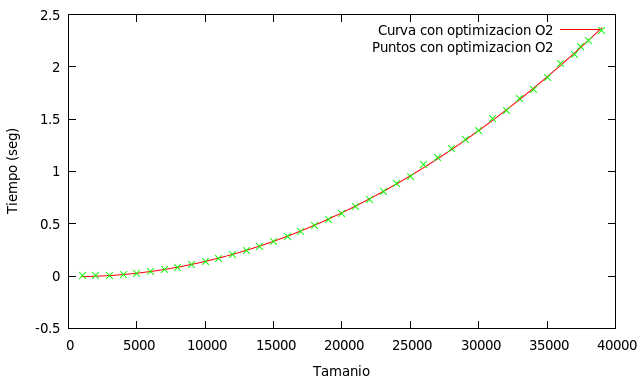 2.5
Curva con optimizacion O2
Puntos con optimizacion O2
2
1.5
Tiempo (seg)
1
0.5
0
-0.5
0 5000 10000 15000 20000 25000 30000 35000 40000
Tamanio